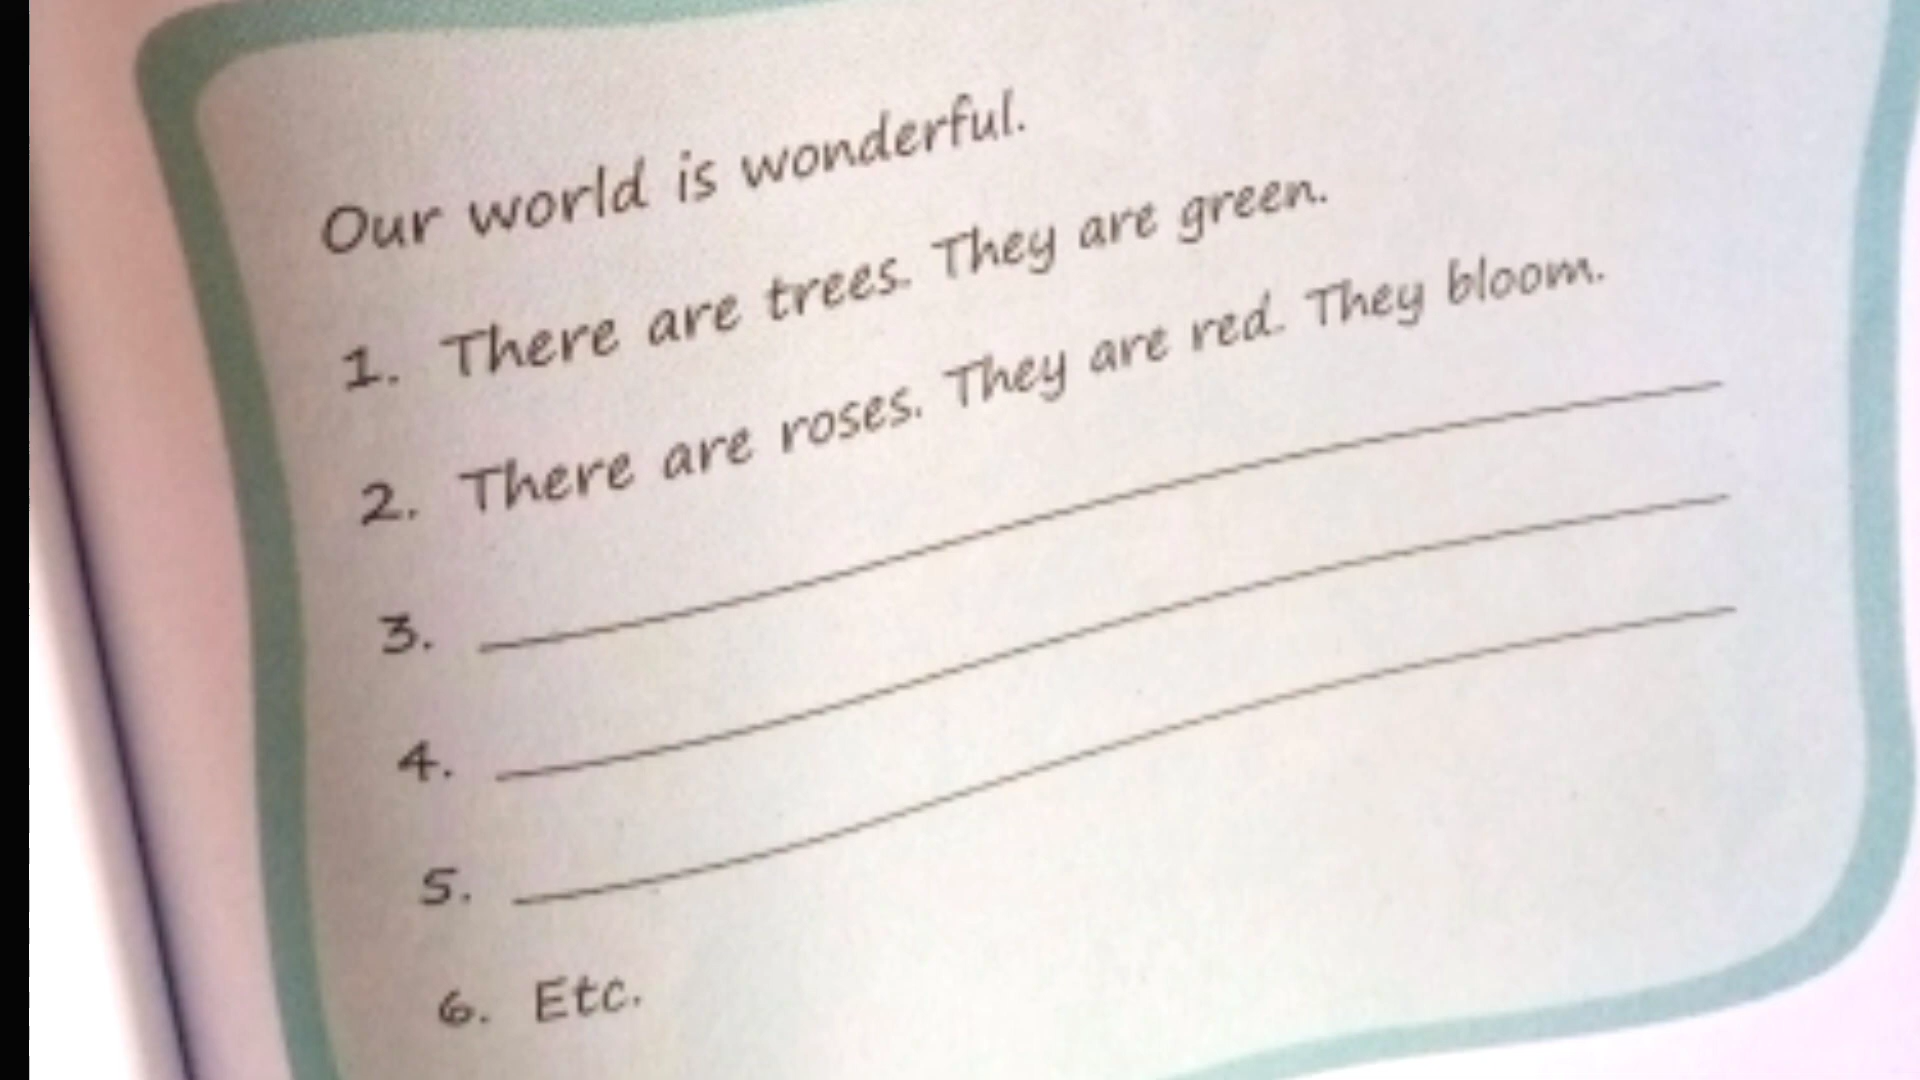 Our world is wonderful.
1. There are trees. They are green.
2. There are roses. They are red. They bloom.
3.
4.
5.
6. Etc.